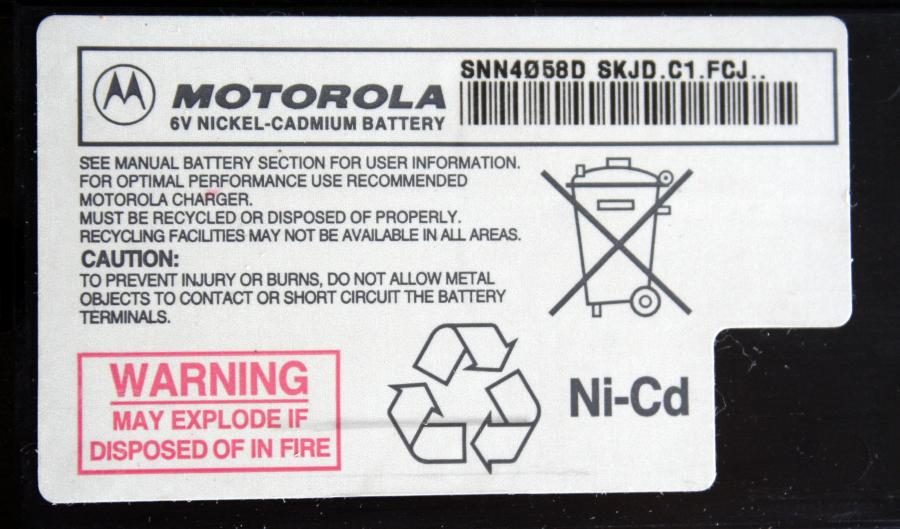 SNN4Ø58D SKJD.C1.FCJ..
MOTOROLA
6V NICKEL-CADMIUM BATTERY
SEE MANUAL BATTERY SECTION FOR USER INFORMATION.
FOR OPTIMAL PERFORMANCE USE RECOMMENDED
MOTOROLA CHARGER.
MUST BE RECYCLED OR DISPOSED OF PROPERLY.
RECYCLING FACILITIES MAY NOT BE AVAILABLE IN ALL AREAS.
CAUTION:
TO PREVENT INJURY OR BURNS, DO NOT ALLOW METAL
OBJECTS TO CONTACT OR SHORT CIRCUIT THE BATTERY
TERMINALS.
WARNING
MAY EXPLODE IF
DISPOSED OF IN FIRE
Ni-Cd